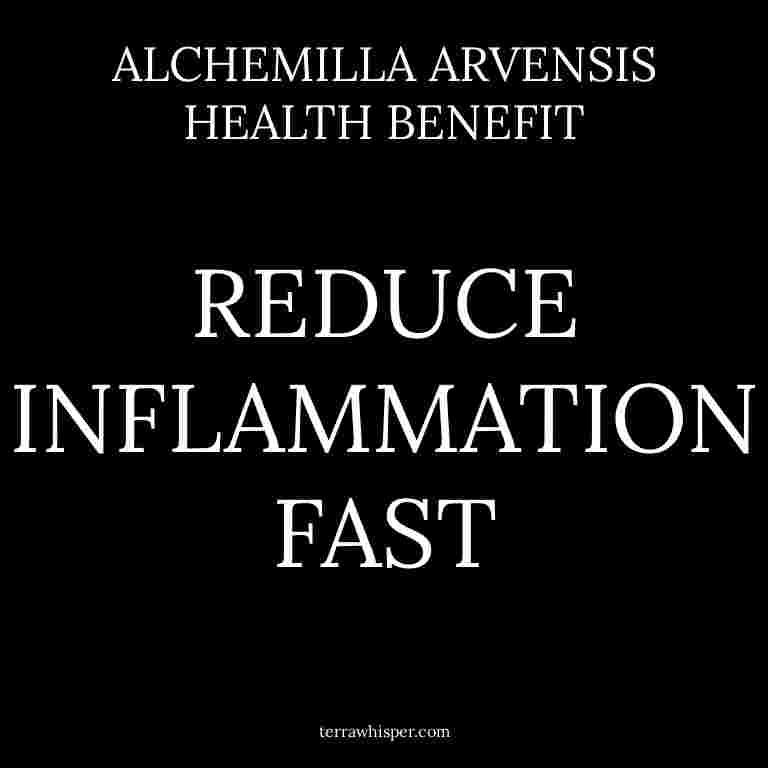 ALCHEMILLA ARVENSIS
HEALTH BENEFIT
REDUCE
INFLAMMATION
FAST
terrawhisper.com